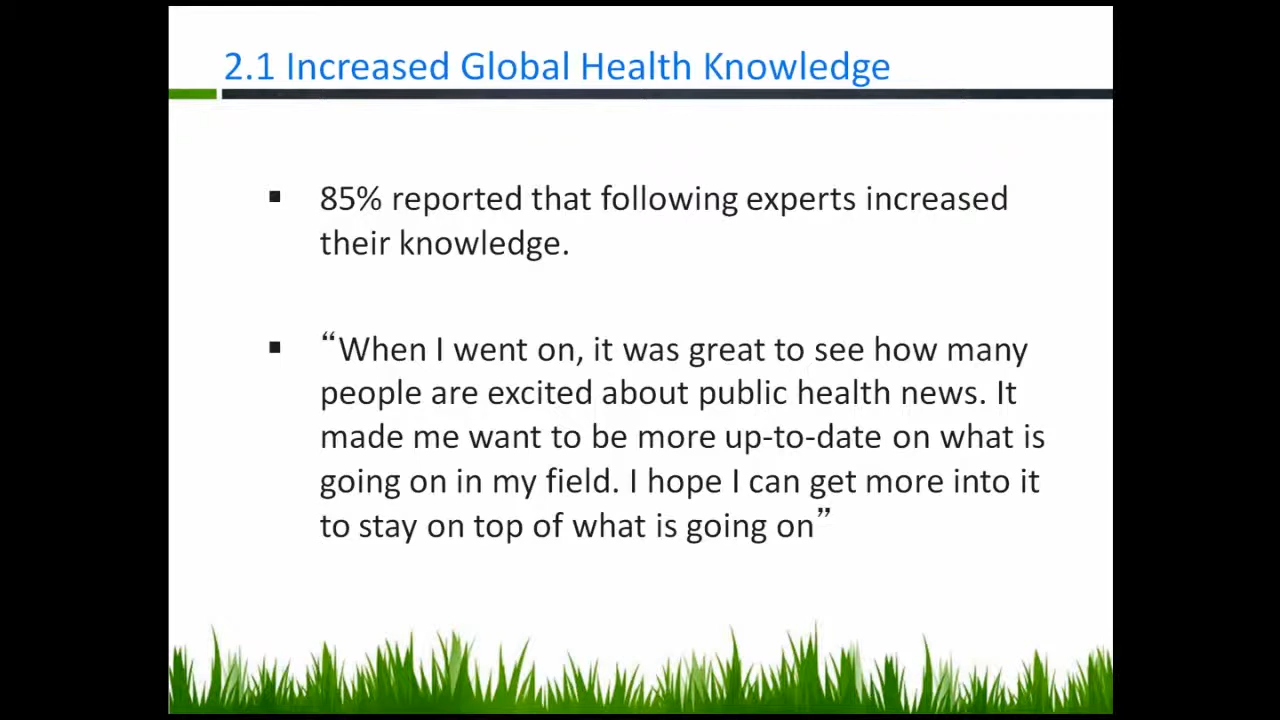 2.1 Increased Global Health Knowledge
▪ 85% reported that following experts increased
their knowledge.
▪ “When I went on, it was great to see how many
people are excited about public health news. It
made me want to be more up-to-date on what is
going on in my field. I hope I can get more into it
to stay on top of what is going on”